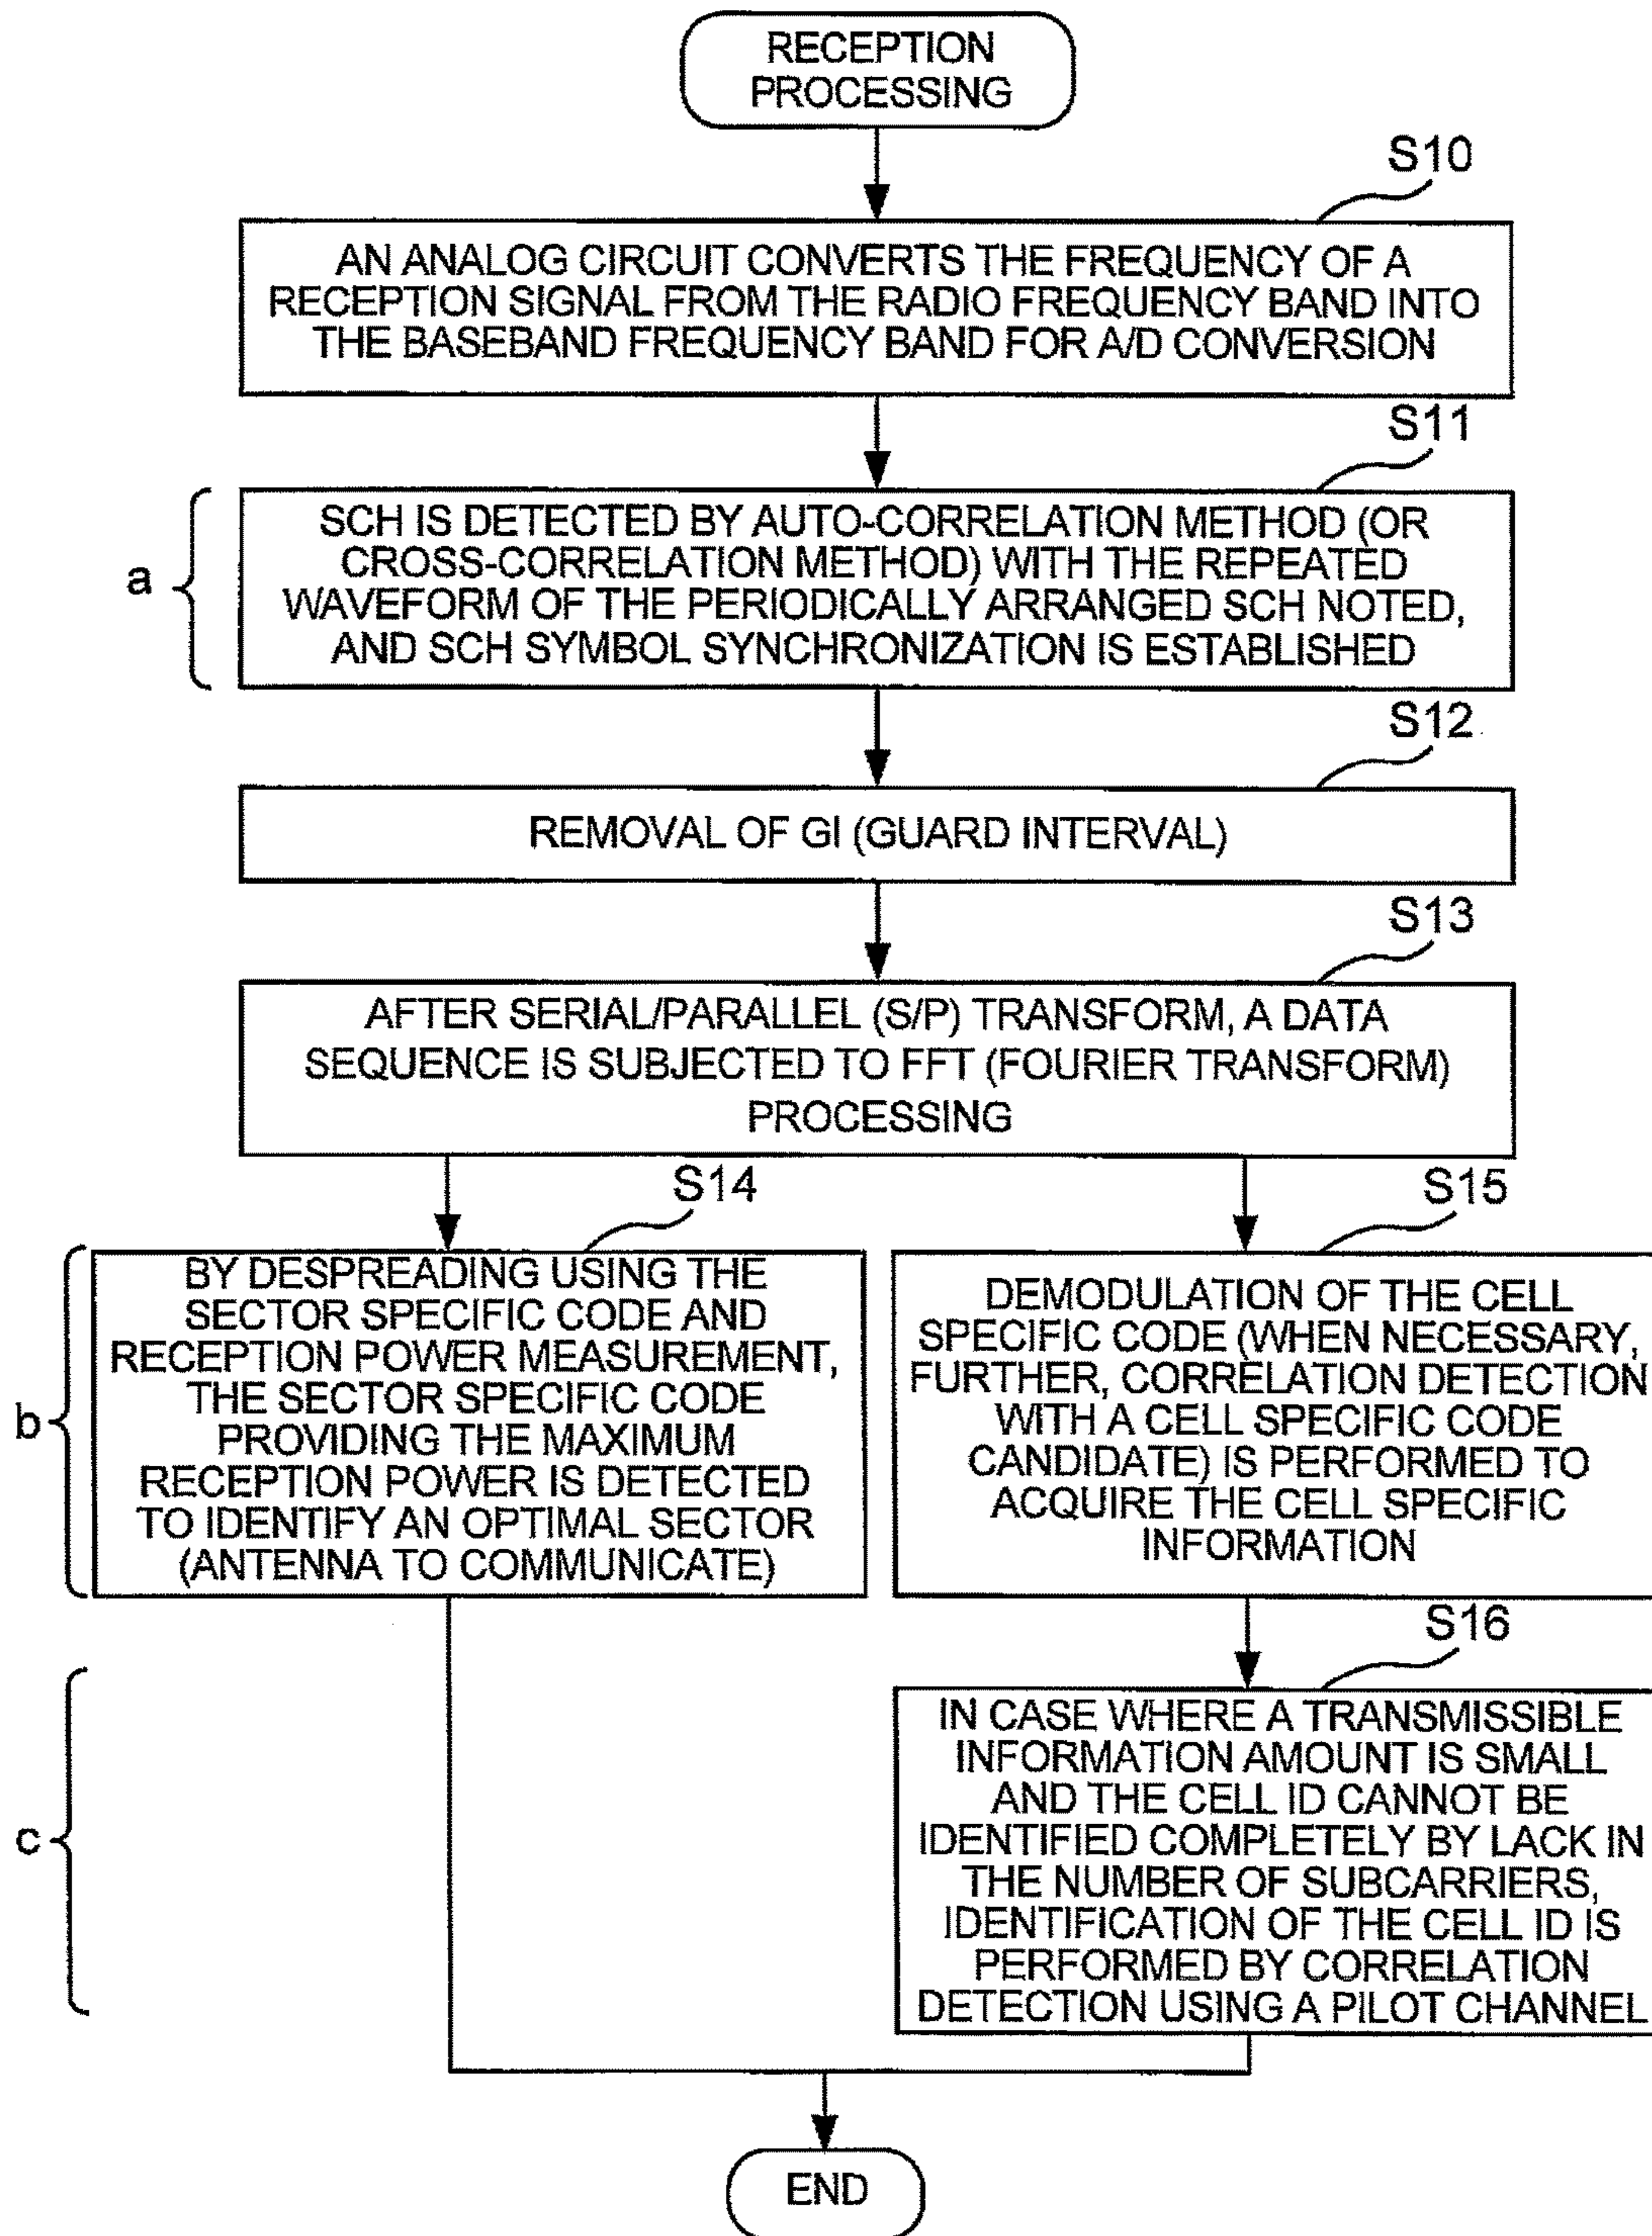 RECEPTION
PROCESSING
S10
AN ANALOG CIRCUIT CONVERTS THE FREQUENCY OF A
RECEPTION SIGNAL FROM THE RADIO FREQUENCY BAND INTO
THE BASEBAND FREQUENCY BAND FOR A/D CONVERSION
S11
a
SCH IS DETECTED BY AUTO-CORRELATION METHOD (OR
CROSS-CORRELATION METHOD) WITH THE REPEATED
WAVEFORM OF THE PERIODICALLY ARRANGED SCH NOTED,
AND SCH SYMBOL SYNCHRONIZATION IS ESTABLISHED
S12
REMOVAL OF GI (GUARD INTERVAL)
S13
AFTER SERIAL/PARALLEL (S/P) TRANSFORM, A DATA
SEQUENCE IS SUBJECTED TO FFT (FOURIER TRANSFORM)
PROCESSING
S14
b
BY DESPREADING USING THE
SECTOR SPECIFIC CODE AND
RECEPTION POWER MEASUREMENT,
THE SECTOR SPECIFIC CODE
PROVIDING THE MAXIMUM
RECEPTION POWER IS DETECTED
TO IDENTIFY AN OPTIMAL SECTOR
(ANTENNA TO COMMUNICATE)
S15
DEMODULATION OF THE CELL
SPECIFIC CODE (WHEN NECESSARY,
FURTHER, CORRELATION DETECTION
WITH A CELL SPECIFIC CODE
CANDIDATE) IS PERFORMED TO
ACQUIRE THE CELL SPECIFIC
INFORMATION
S16
c
IN CASE WHERE A TRANSMISSIBLE
INFORMATION AMOUNT IS SMALL
AND THE CELL ID CANNOT BE
IDENTIFIED COMPLETELY BY LACK IN
THE NUMBER OF SUBCARRIERS,
IDENTIFICATION OF THE CELL ID IS
PERFORMED BY CORRELATION
DETECTION USING A PILOT CHANNEL
END